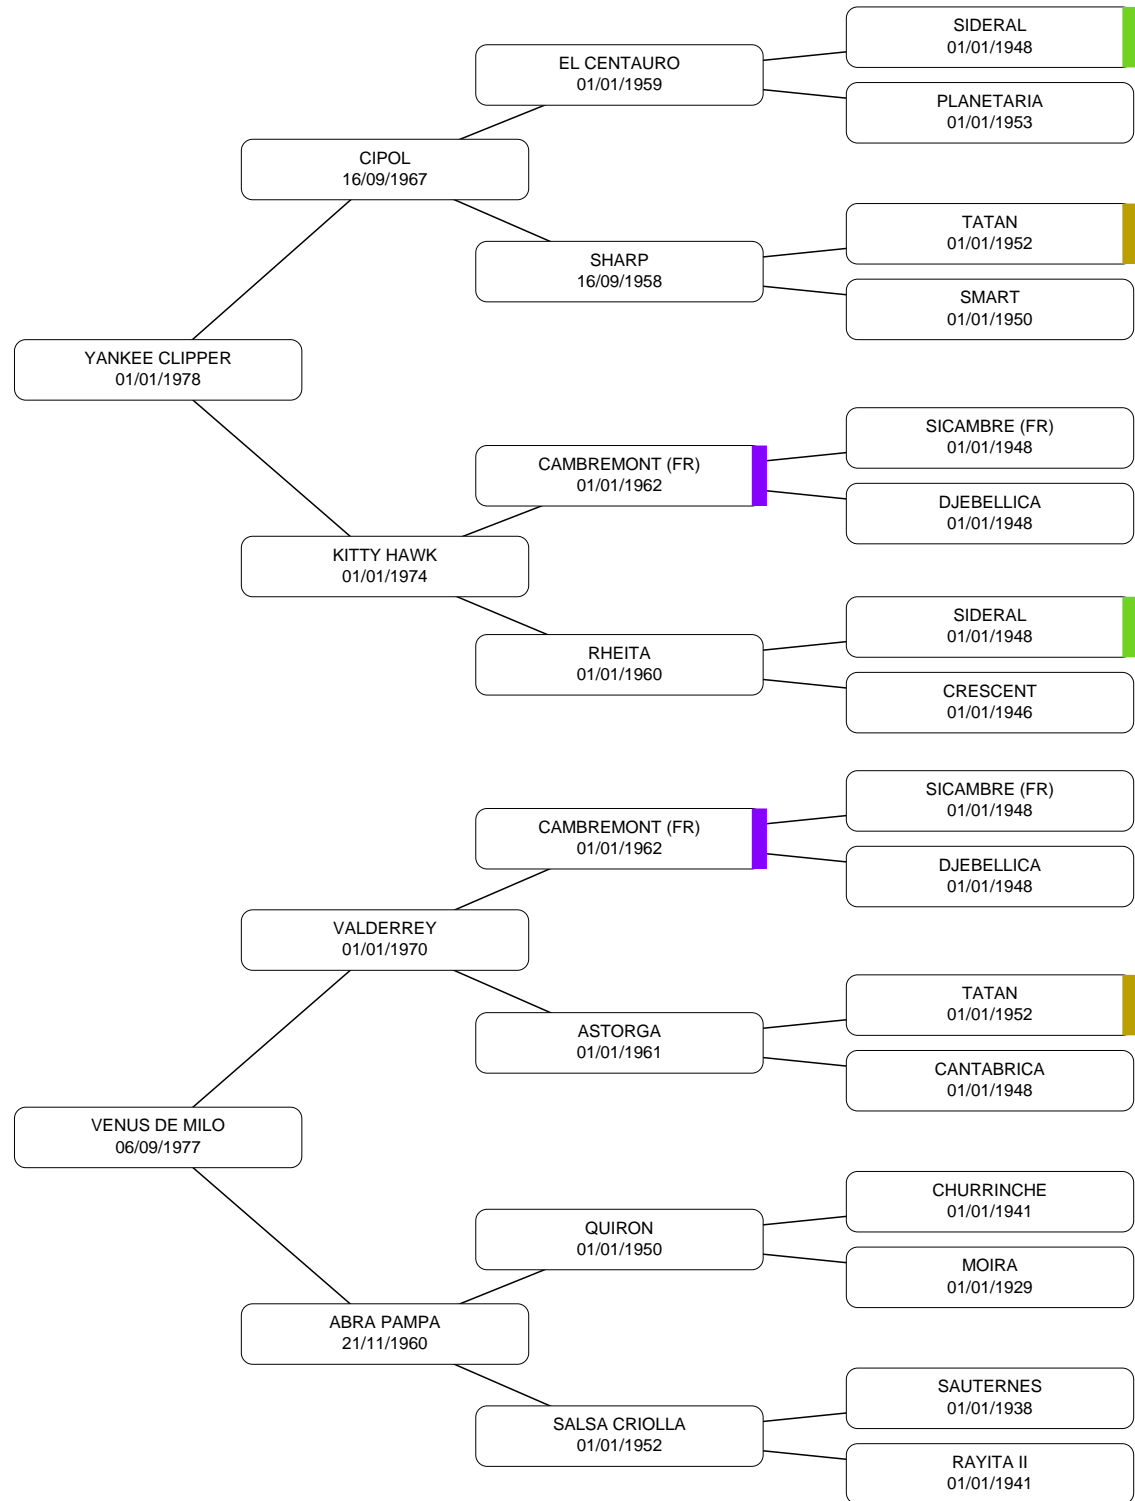 SIDERAL
01/01/1948
EL CENTAURO
01/01/1959
PLANETARIA
01/01/1953
CIPOL
16/09/1967
TATAN
01/01/1952
SHARP
16/09/1958
SMART
01/01/1950
YANKEE CLIPPER
01/01/1978
SICAMBRE (FR)
01/01/1948
CAMBREMONT (FR)
01/01/1962
DJEBELLICA
01/01/1948
KITTY HAWK
01/01/1974
SIDERAL
01/01/1948
RHEITA
01/01/1960
CRESCENT
01/01/1946
SICAMBRE (FR)
01/01/1948
CAMBREMONT (FR)
01/01/1962
DJEBELLICA
01/01/1948
VALDERREY
01/01/1970
TATAN
01/01/1952
ASTORGA
01/01/1961
CANTABRICA
01/01/1948
VENUS DE MILO
06/09/1977
CHURRINCHE
01/01/1941
QUIRON
01/01/1950
MOIRA
01/01/1929
ABRA PAMPA
21/11/1960
SAUTERNES
01/01/1938
SALSA CRIOLLA
01/01/1952
RAYITA II
01/01/1941